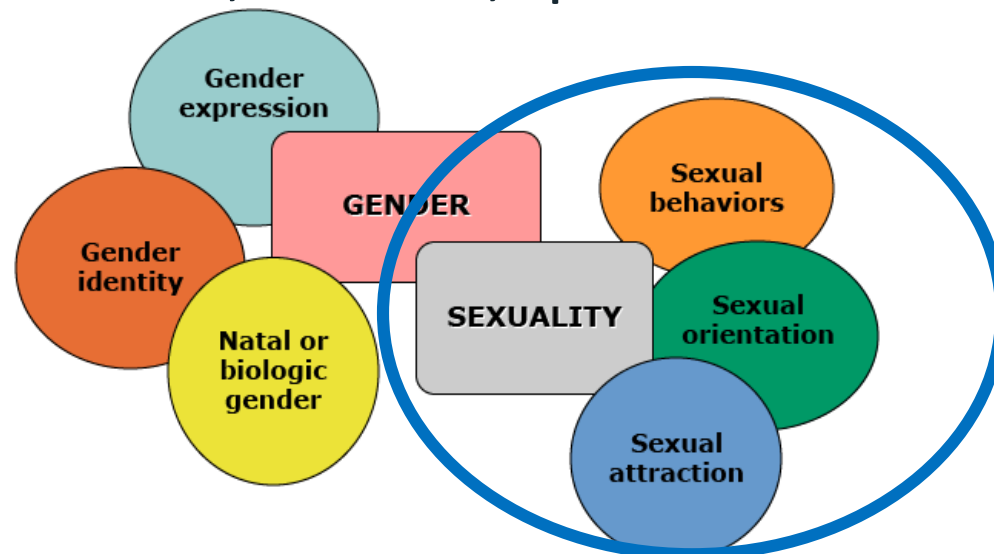 Gender
expression
GENDER
Gender
identity
Natal or
biologic
gender
Sexual
behaviors
SEXUALITY
Sexual
orientation
Sexual
attraction